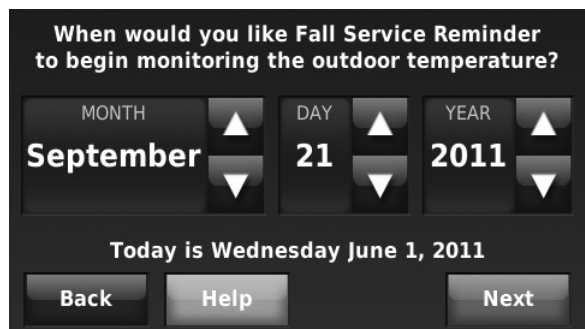 When would you like Fall Service Reminder
to begin monitoring the outdoor temperature?
MONTH
September
DAY
21
YEAR
2011
Today is Wednesday June 1, 2011
Back
Help
Next